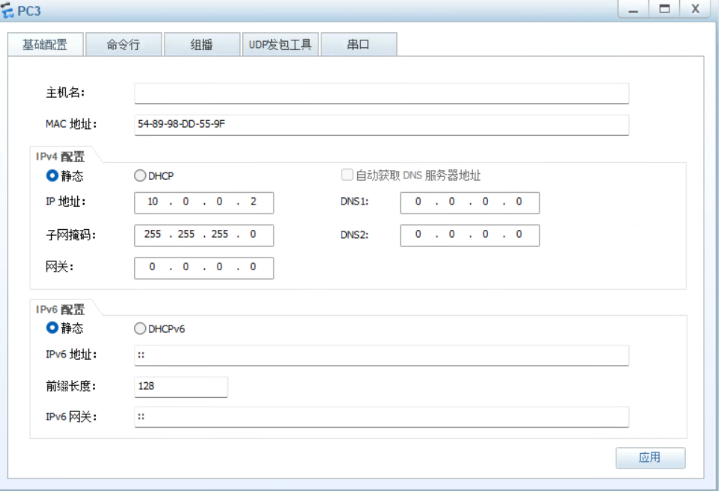 PC3
基础配置 命令行 组播 UDP发包工具 串口
主机名:
MAC 地址: 54-89-98-DD-55-9F
IPv4 配置
静态 DHCP 自动获取 DNS 服务器地址
IP 地址: 10 . 0 . 0 . 2 DNS1: 0 . 0 . 0 . 0
子网掩码: 255 . 255 . 255 . 0 DNS2: 0 . 0 . 0 . 0
网关: 0 . 0 . 0 . 0
IPv6 配置
静态 DHCPv6
IPv6 地址: ::
前缀长度: 128
IPv6 网关: ::
应用